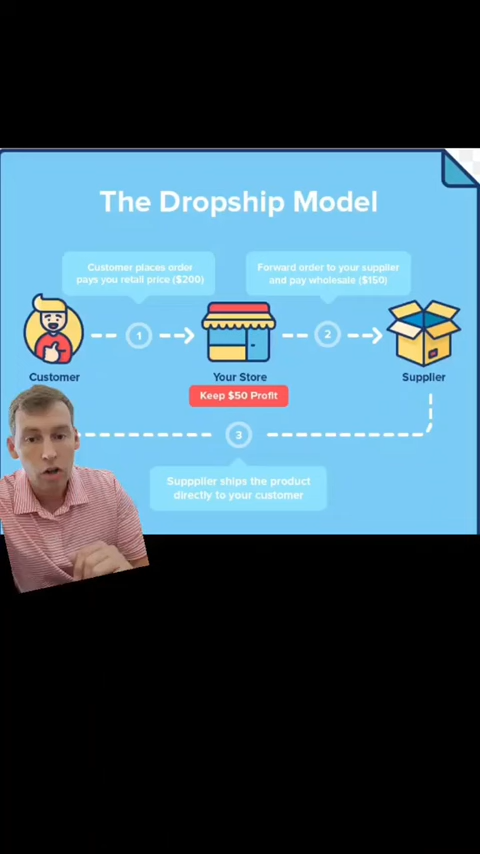 The Dropship Model
Customer places order
pays you retail price ($200)
Forward order to your supplier
and pay wholesale ($150)
1
2
Customer
Your Store
Supplier
Keep $50 Profit
3
Suppplier ships the product
directly to your customer